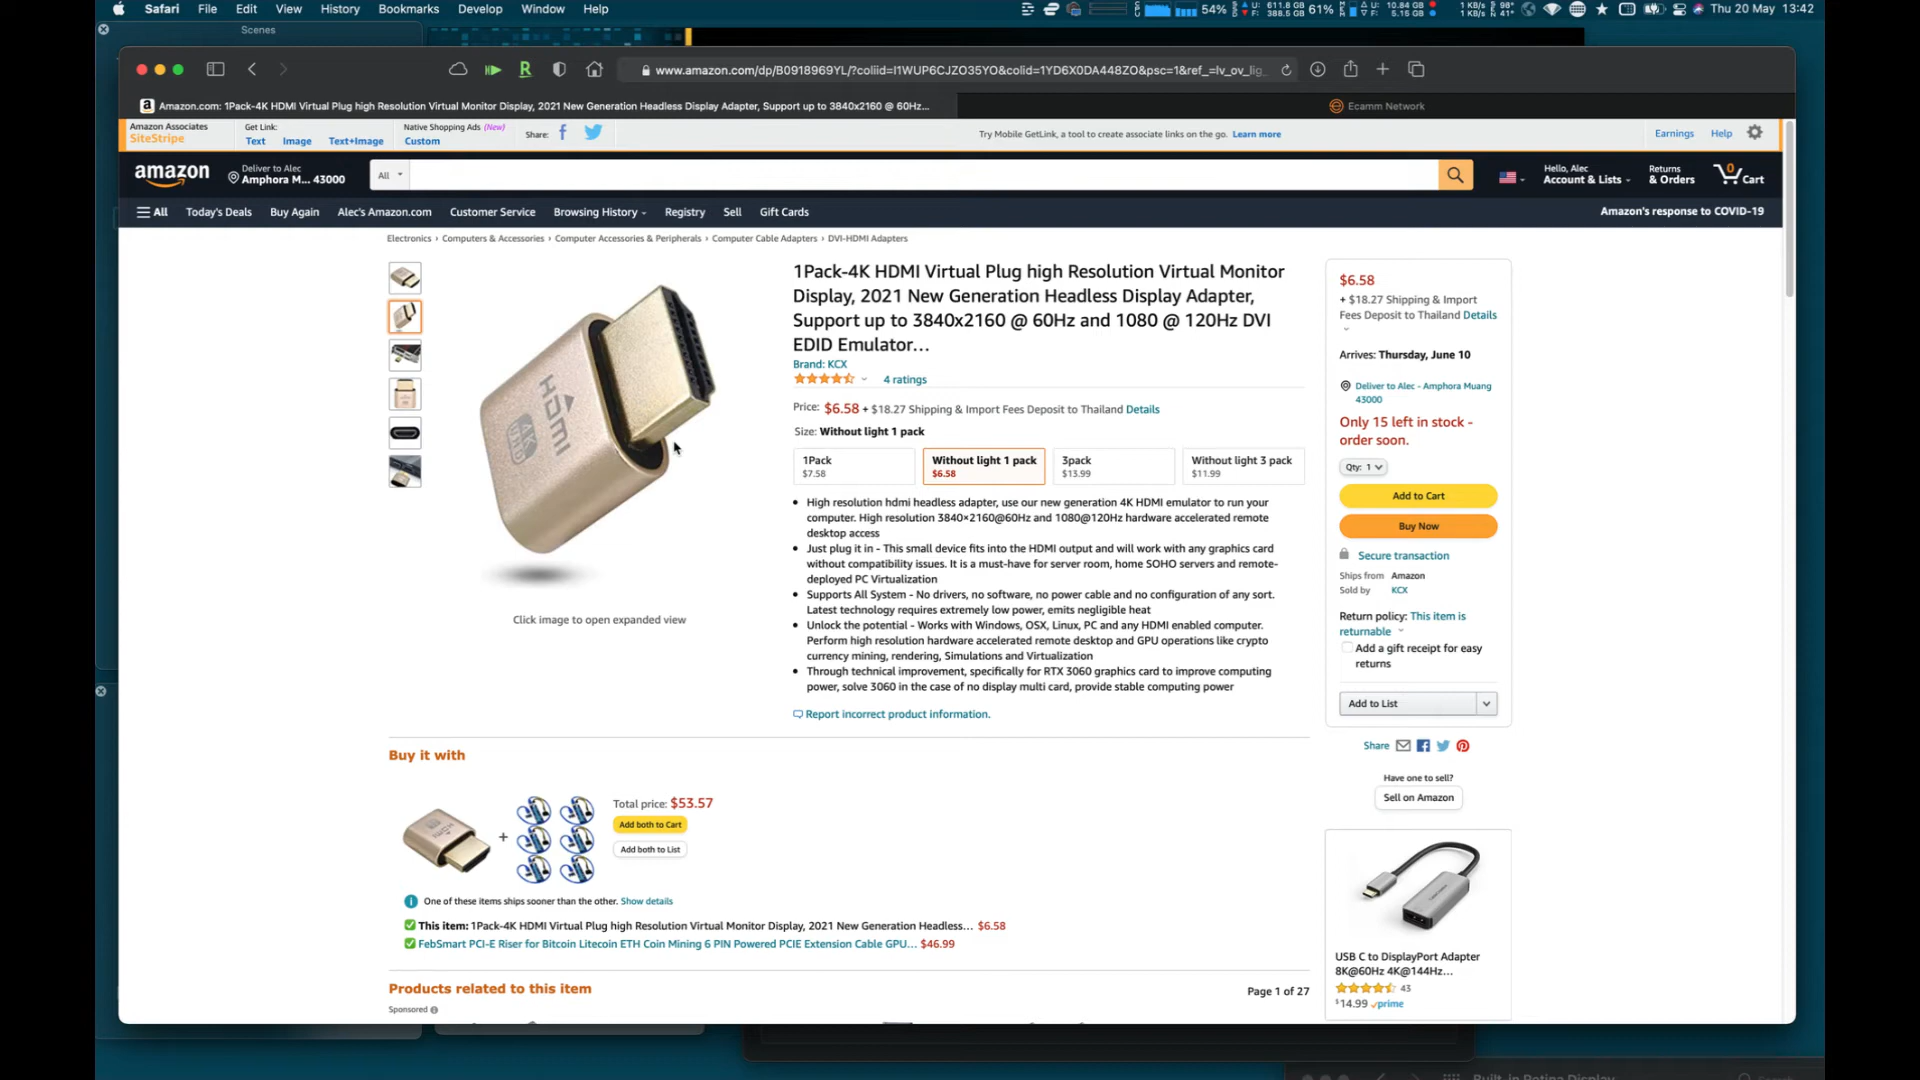 Safari File Edit View History Bookmarks Develop Window Help
54% U: 611.8 GB F: 388.5 GB 61% U: 10.84 GB F: 5.15 GB 1 KB/s 1 KB/s 98° 41° Thu 20 May 13:42
Scenes
www.amazon.com/dp/B0918969YL/?coliid=I1WUP6CJZO35YO&colid=1YD6X0DA448ZO&psc=1&ref_=lv_ov_lig_
Amazon.com: 1Pack-4K HDMI Virtual Plug high Resolution Virtual Monitor Display, 2021 New Generation Headless Display Adapter, Support up to 3840x2160 @ 60Hz...
Ecamm Network
Amazon Associates
SiteStripe
Get Link:
Text Image Text+Image
Native Shopping Ads (New)
Custom
Share:
Try Mobile GetLink, a tool to create associate links on the go. Learn more
Earnings Help
amazon
Deliver to Alec
Amphora M... 43000
All
Hello, Alec
Account & Lists
Returns
& Orders
0
Cart
All Today's Deals Buy Again Alec's Amazon.com Customer Service Browsing History Registry Sell Gift Cards
Amazon's response to COVID-19
Electronics › Computers & Accessories › Computer Accessories & Peripherals › Computer Cable Adapters › DVI-HDMI Adapters
HDMI
4K
Click image to open expanded view
1Pack-4K HDMI Virtual Plug high Resolution Virtual Monitor
Display, 2021 New Generation Headless Display Adapter,
Support up to 3840x2160 @ 60Hz and 1080 @ 120Hz DVI
EDID Emulator...
Brand: KCX
4 ratings
Price: $6.58 + $18.27 Shipping & Import Fees Deposit to Thailand Details
Size: Without light 1 pack
1Pack
$7.58
Without light 1 pack
$6.58
3pack
$13.99
Without light 3 pack
$11.99
• High resolution hdmi headless adapter, use our new generation 4K HDMI emulator to run your
computer. High resolution 3840×2160@60Hz and 1080@120Hz hardware accelerated remote
desktop access
• Just plug it in - This small device fits into the HDMI output and will work with any graphics card
without compatibility issues. It is a must-have for server room, home SOHO servers and remote-
deployed PC Virtualization
• Supports All System - No drivers, no software, no power cable and no configuration of any sort.
Latest technology requires extremely low power, emits negligible heat
• Unlock the potential - Works with Windows, OSX, Linux, PC and any HDMI enabled computer.
Perform high resolution hardware accelerated remote desktop and GPU operations like crypto
currency mining, rendering, Simulations and Virtualization
• Through technical improvement, specifically for RTX 3060 graphics card to improve computing
power, solve 3060 in the case of no display multi card, provide stable computing power
Report incorrect product information.
$6.58
+ $18.27 Shipping & Import
Fees Deposit to Thailand Details
Arrives: Thursday, June 10
Deliver to Alec - Amphora Muang
43000
Only 15 left in stock -
order soon.
Qty: 1
Add to Cart
Buy Now
Secure transaction
Ships from Amazon
Sold by KCX
Return policy: This item is
returnable
Add a gift receipt for easy
returns
Add to List
Share
Have one to sell?
Sell on Amazon
Buy it with
+
Total price: $53.57
Add both to Cart
Add both to List
One of these items ships sooner than the other. Show details
This item: 1Pack-4K HDMI Virtual Plug high Resolution Virtual Monitor Display, 2021 New Generation Headless... $6.58
FebSmart PCI-E Riser for Bitcoin Litecoin ETH Coin Mining 6 PIN Powered PCIE Extension Cable GPU... $46.99
Products related to this item
Page 1 of 27
Sponsored
USB C to DisplayPort Adapter
8K@60Hz 4K@144Hz...
43
$14.99 prime
Built-in Retina Display